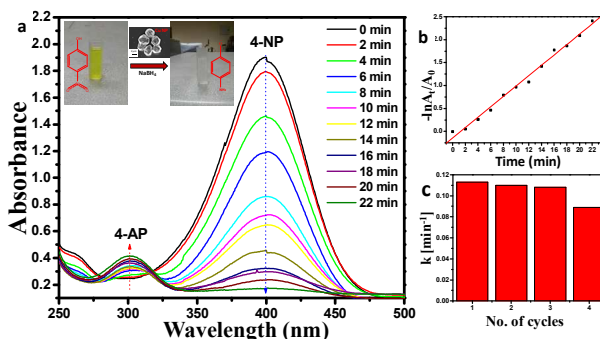 a
4-NP
NaBH₄
4-AP
0 min
2 min
4 min
6 min
8 min
10 min
12 min
14 min
16 min
18 min
20 min
22 min
Absorbance
2.0
1.8
1.6
1.4
1.2
1.0
0.8
0.6
0.4
0.2
250 300 350 400 450 500
Wavelength (nm)
b
-lnAₜ/A₀
2.5
2.0
1.5
1.0
0.5
0.0
0 2 4 6 8 10 12 14 16 18 20 22
Time (min)
c
k [min⁻¹]
0.12
0.10
0.08
0.06
0.04
0.02
0.00
1 2 3 4
No. of cycles